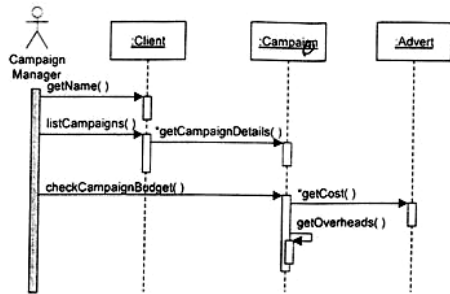 :Client
:Campaign
:Advert
Campaign
Manager
getName( )
listCampaigns( )
*getCampaignDetails( )
checkCampaignBudget( )
*getCost( )
getOverheads( )